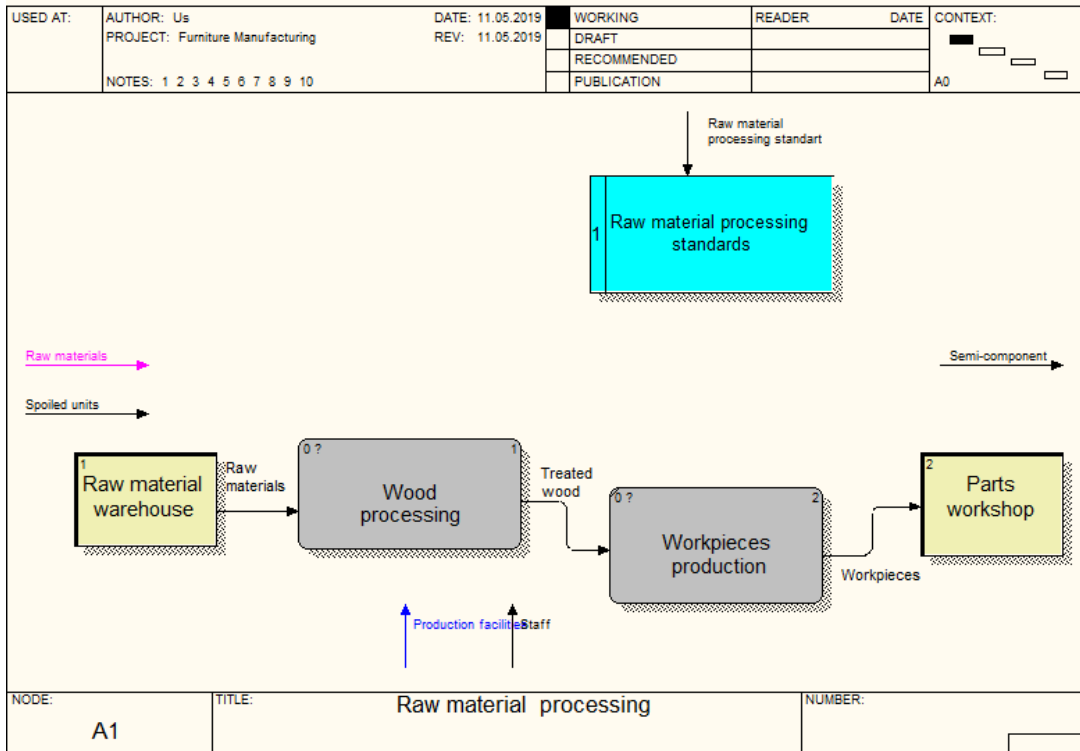 USED AT:
AUTHOR: Us
DATE: 11.05.2019
PROJECT: Furniture Manufacturing
REV: 11.05.2019
NOTES: 1 2 3 4 5 6 7 8 9 10
WORKING
DRAFT
RECOMMENDED
PUBLICATION
READER
DATE
CONTEXT:
A0
Raw material
processing standart
1
Raw material processing
standards
Raw materials
Semi-component
Spoiled units
1
Raw material
warehouse
Raw
materials
0 ?
1
Wood
processing
Treated
wood
0 ?
2
Workpieces
production
Workpieces
2
Parts
workshop
Production facilities
Staff
NODE:
A1
TITLE:
Raw material processing
NUMBER: